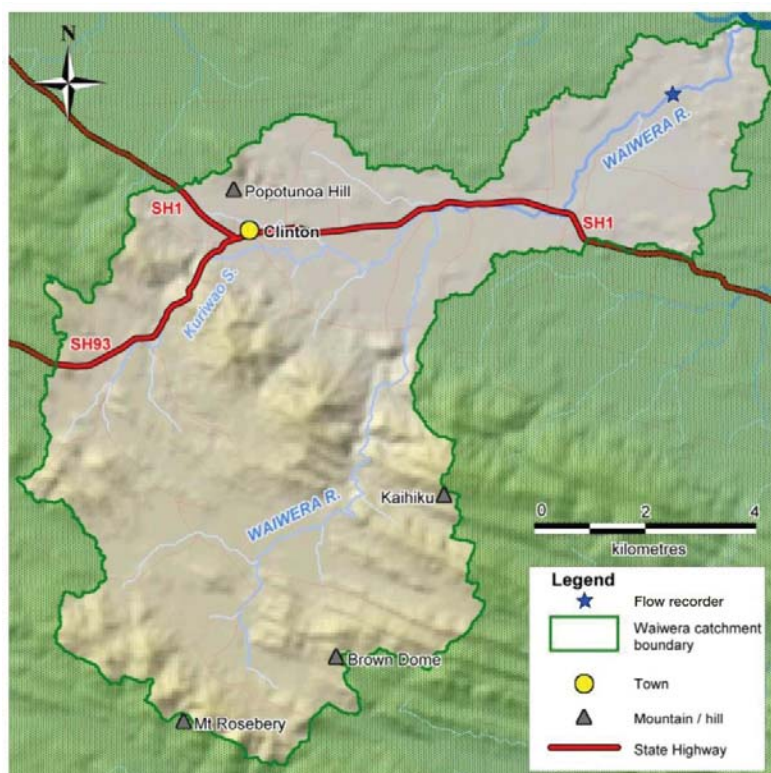 N
WAIWERA R.
Popotunoa Hill
SH1
Clinton
SH1
Kuriwao S.
SH93
Kaihiku
WAIWERA R.
0 2 4
kilometres
Legend
Flow recorder
Waiwera catchment
boundary
Town
Mountain / hill
State Highway
Brown Dome
Mt Rosebery